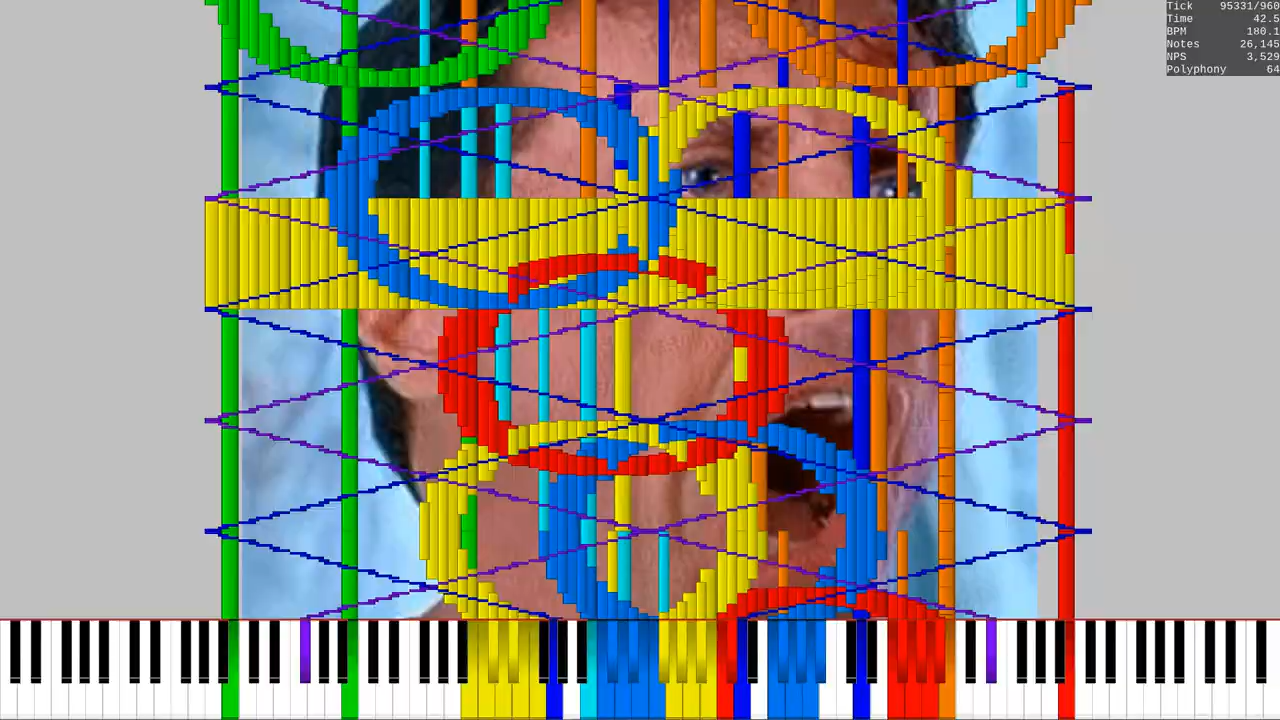 Tick 95331/960
Time 42.5
BPM 180.1
Notes 26,145
NPS 3,529
Polyphony 64